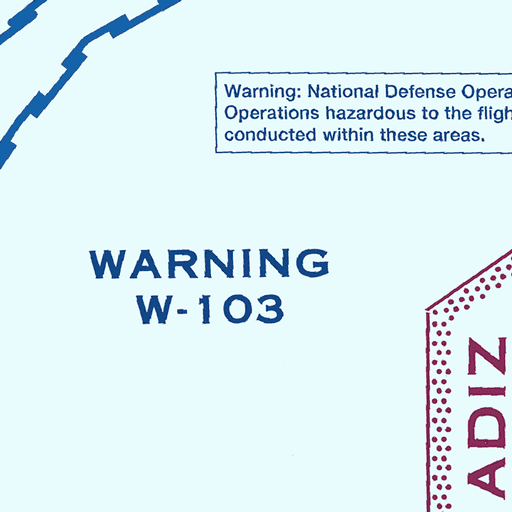 Warning: National Defense Opera
Operations hazardous to the fligh
conducted within these areas.
WARNING
W-103
ADIZ